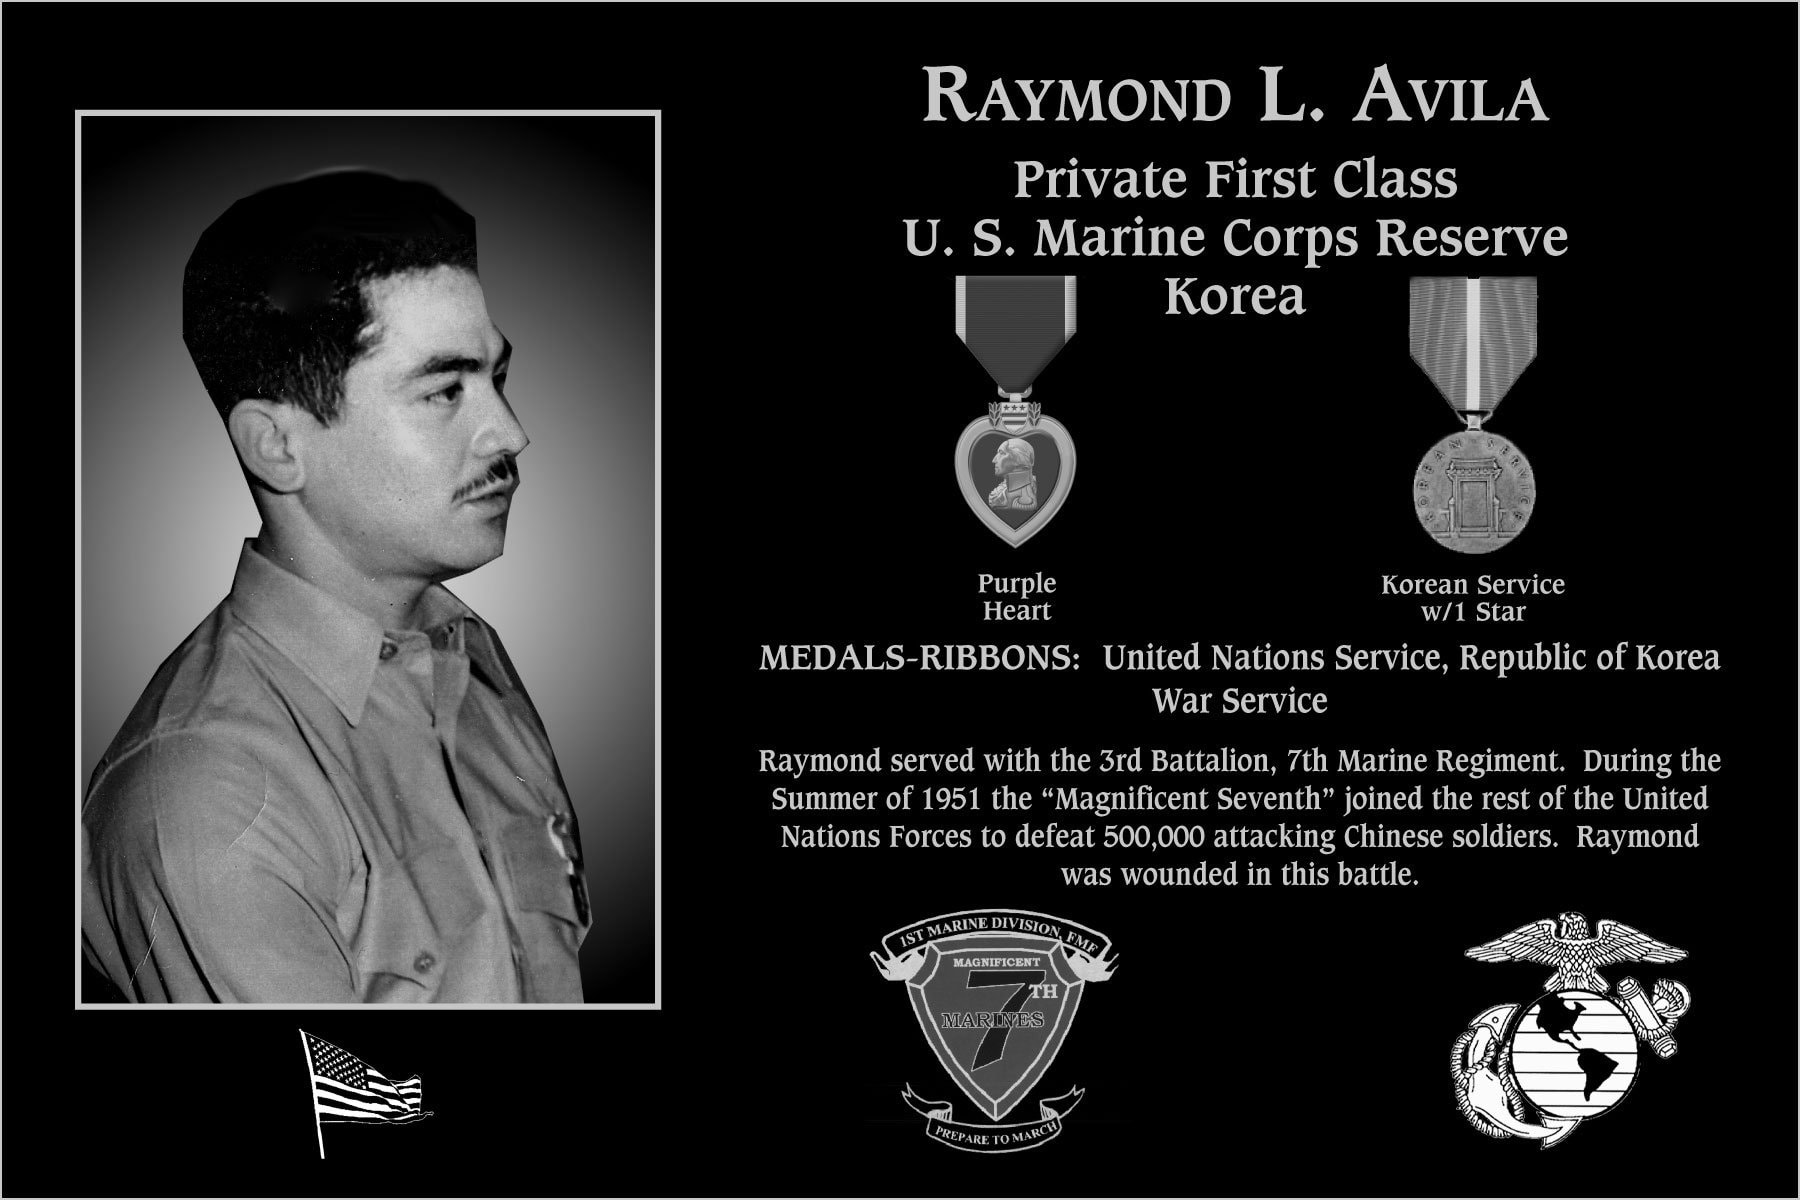 RAYMOND L. AVILA
Private First Class
U. S. Marine Corps Reserve
Korea
KOREAN SERVICE
Purple
Heart
Korean Service
w/1 Star
MEDALS-RIBBONS: United Nations Service, Republic of Korea
War Service
Raymond served with the 3rd Battalion, 7th Marine Regiment. During the
Summer of 1951 the “Magnificent Seventh” joined the rest of the United
Nations Forces to defeat 500,000 attacking Chinese soldiers. Raymond
was wounded in this battle.
1ST MARINE DIVISION, FMF
MAGNIFICENT
7TH
MARINES
PREPARE TO MARCH